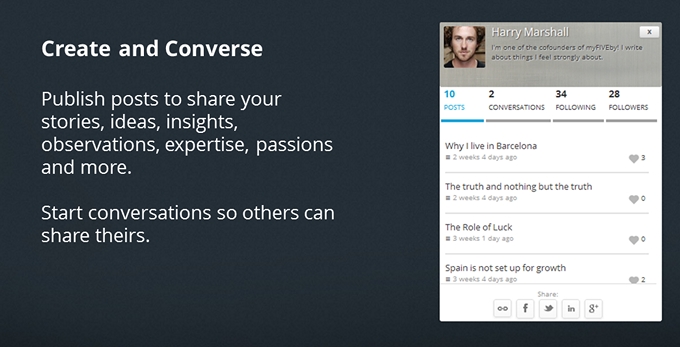 Create and Converse
Publish posts to share your
stories, ideas, insights,
observations, expertise, passions
and more.
Start conversations so others can
share theirs.
Harry Marshall
x
I'm one of the cofounders of myFIVEby! I write
about things I feel strongly about.
10 2 34 28
POSTS CONVERSATIONS FOLLOWING FOLLOWERS
Why I live in Barcelona
2 weeks 4 days ago 3
The truth and nothing but the truth
2 weeks 4 days ago 0
The Role of Luck
3 weeks 1 day ago 0
Spain is not set up for growth
3 weeks 4 days ago 2
Share:
f in g+